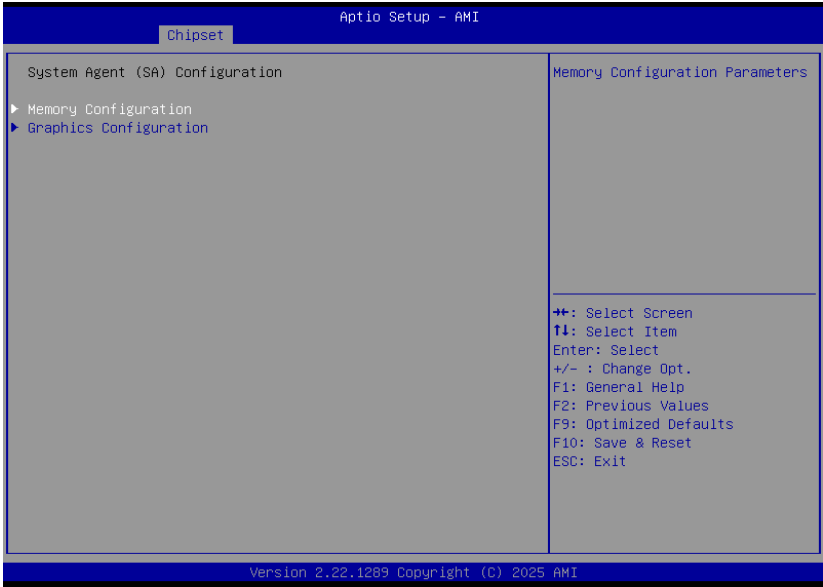 Aptio Setup – AMI
Chipset
System Agent (SA) Configuration
▶ Memory Configuration
▶ Graphics Configuration
Memory Configuration Parameters
→←: Select Screen
↑↓: Select Item
Enter: Select
+/- : Change Opt.
F1: General Help
F2: Previous Values
F9: Optimized Defaults
F10: Save & Reset
ESC: Exit
Version 2.22.1289 Copyright (C) 2025 AMI